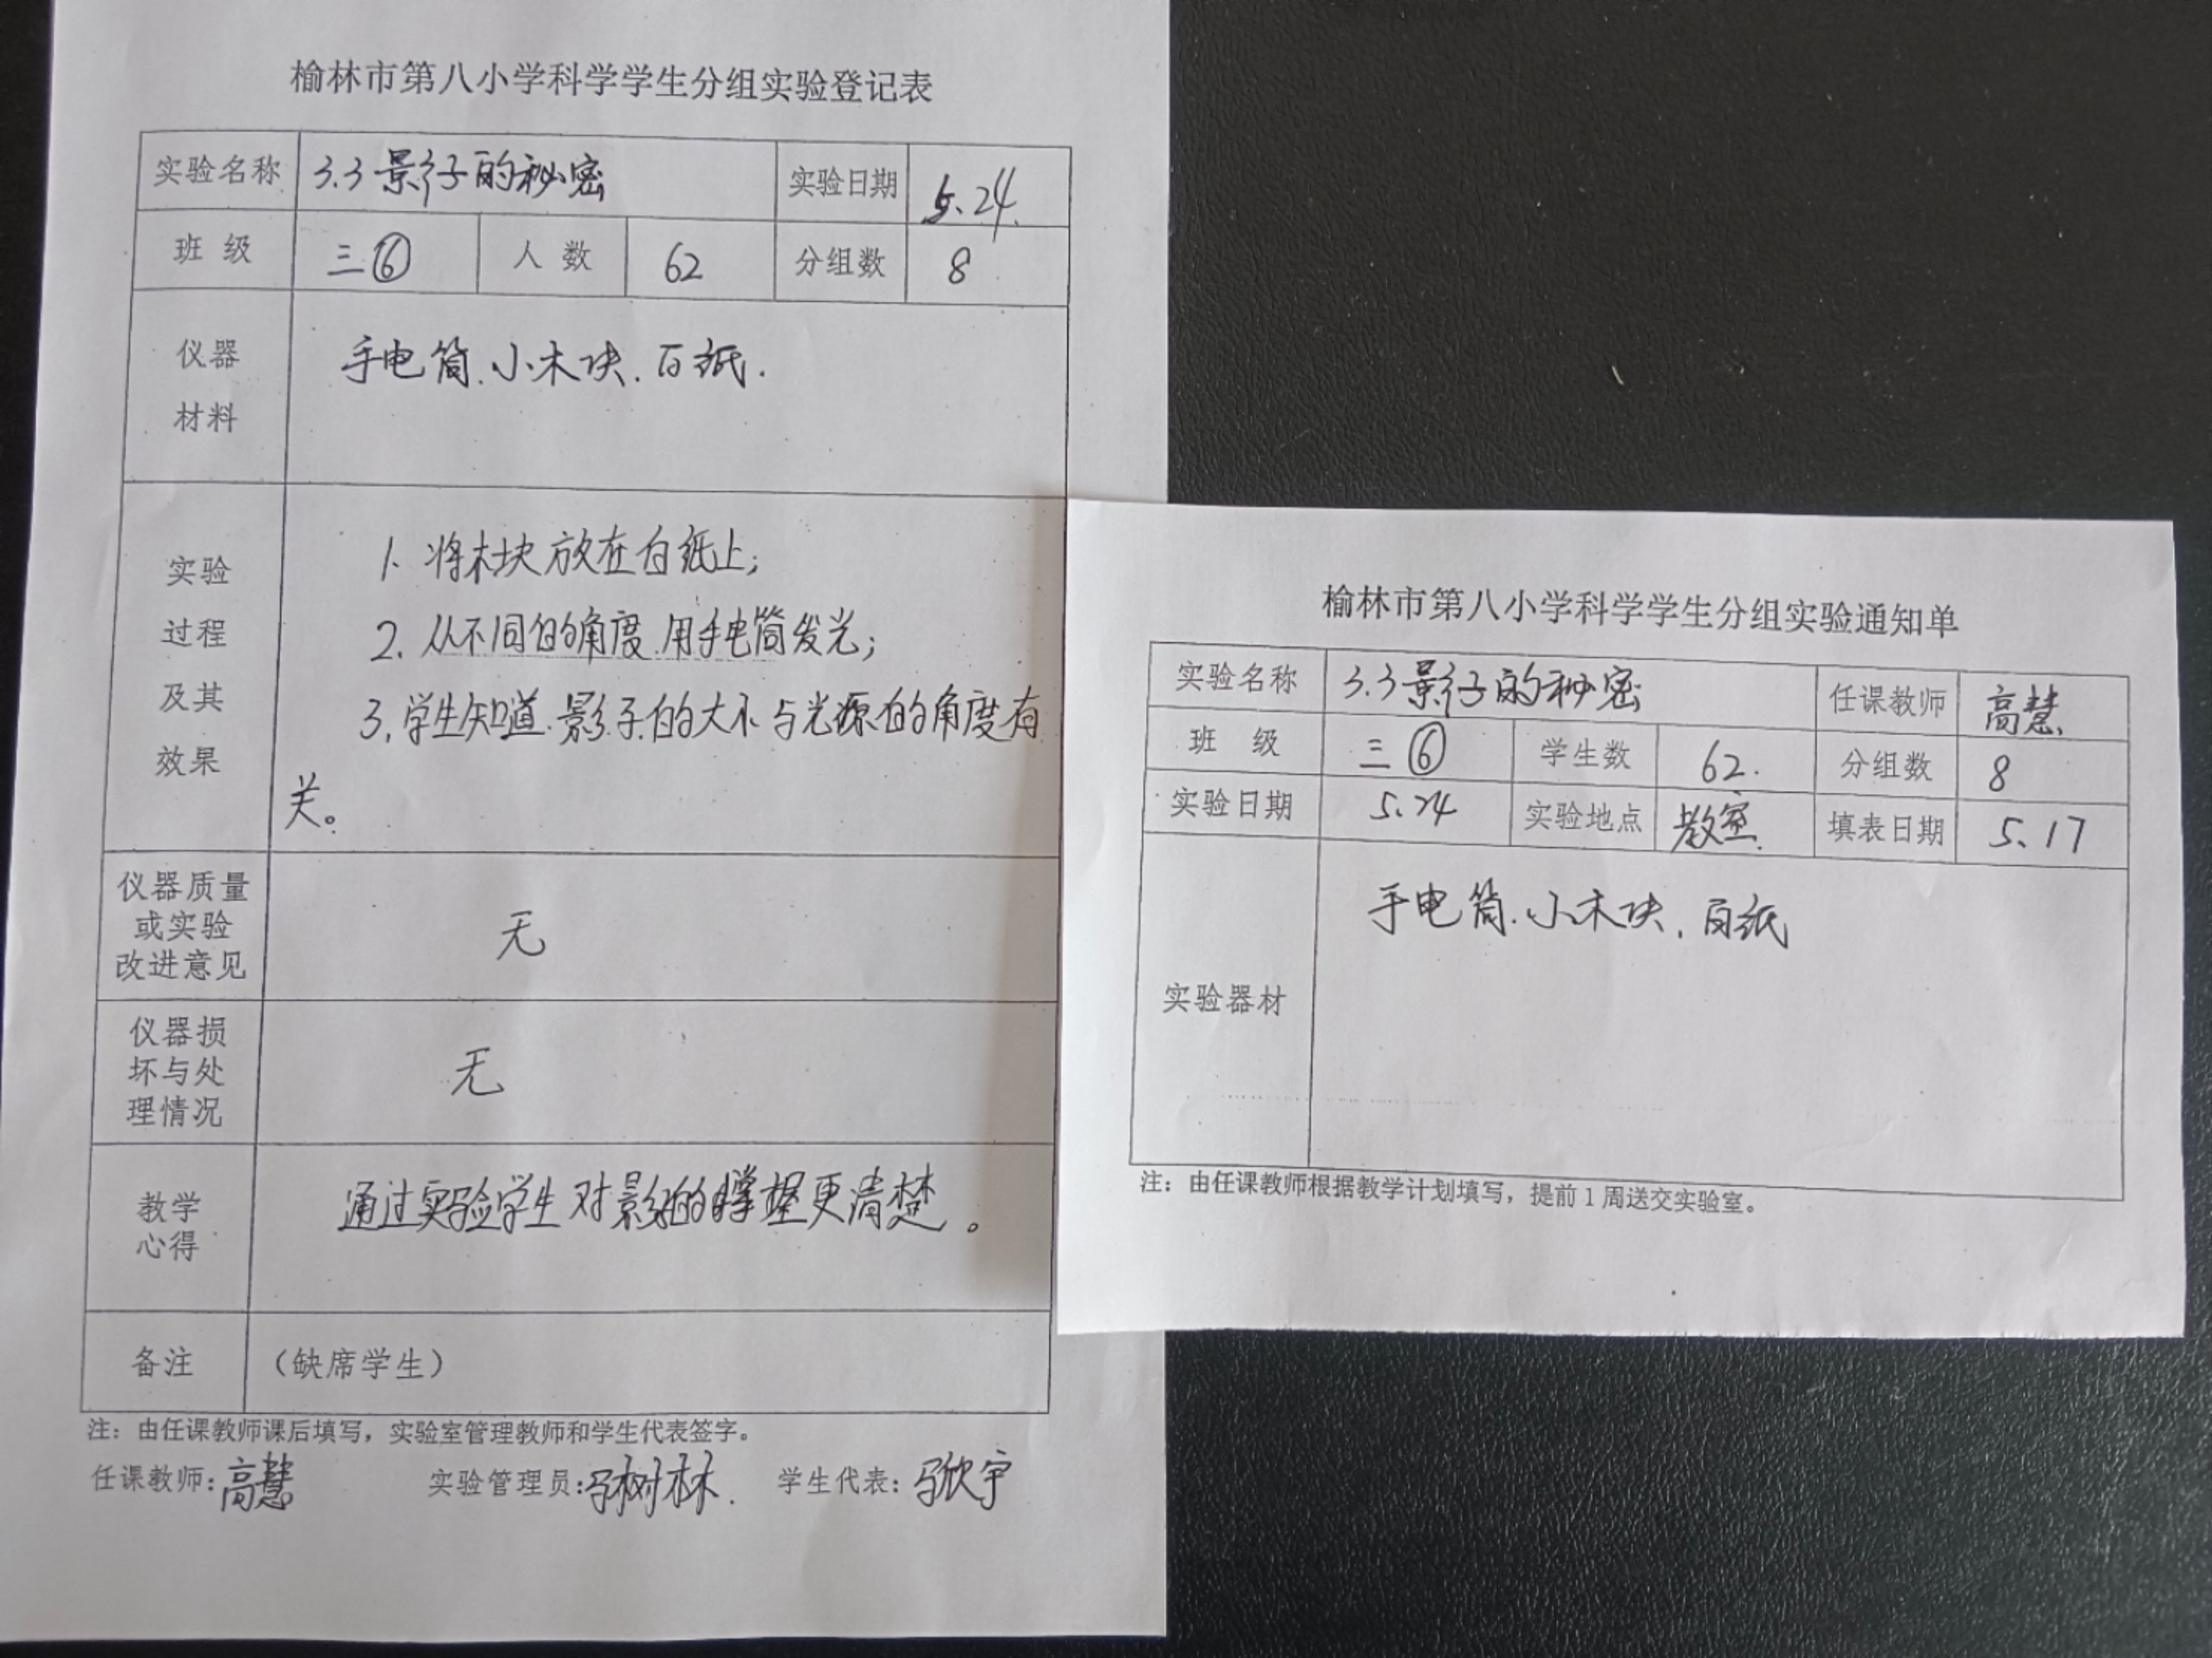 榆林市第八小学科学学生分组实验登记表
实验名称 3.3 影子的秘密 实验日期 5.24.
班 级 三⑥ 人 数 62 分组数 8
仪器
材料
手电筒、小木块、白纸.
实验
过程
及其
效果
1. 将木块放在白纸上;
2. 从不同的角度用手电筒发光;
3. 学生知道影子的大小与光源的角度有
关。
仪器质量
或实验
改进意见
无
仪器损
坏与处
理情况
无
教学
心得
通过实验学生对影子的掌握更清楚。
备注 (缺席学生)
注：由任课教师课后填写，实验室管理教师和学生代表签字。
任课教师: 高慧 实验管理员: 马树林. 学生代表: 马欣宇
榆林市第八小学科学学生分组实验通知单
实验名称 3.3 影子的秘密 任课教师 高慧.
班 级 三⑥ 学生数 62. 分组数 8
实验日期 5.24 实验地点 教室. 填表日期 5.17
实验器材
手电筒、小木块、白纸
注：由任课教师根据教学计划填写，提前1周送交实验室。